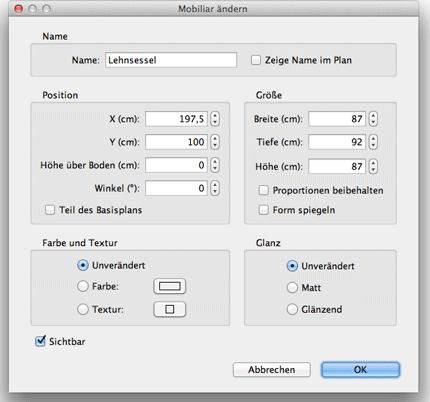 Mobiliar ändern
Name
Name: Lehnsessel Zeige Name im Plan
Position
X (cm): 197,5
Y (cm): 100
Höhe über Boden (cm): 0
Winkel (°): 0
Teil des Basisplans
Größe
Breite (cm): 87
Tiefe (cm): 92
Höhe (cm): 87
Proportionen beibehalten
Form spiegeln
Farbe und Textur
Unverändert
Farbe:
Textur:
Glanz
Unverändert
Matt
Glänzend
Sichtbar
Abbrechen OK